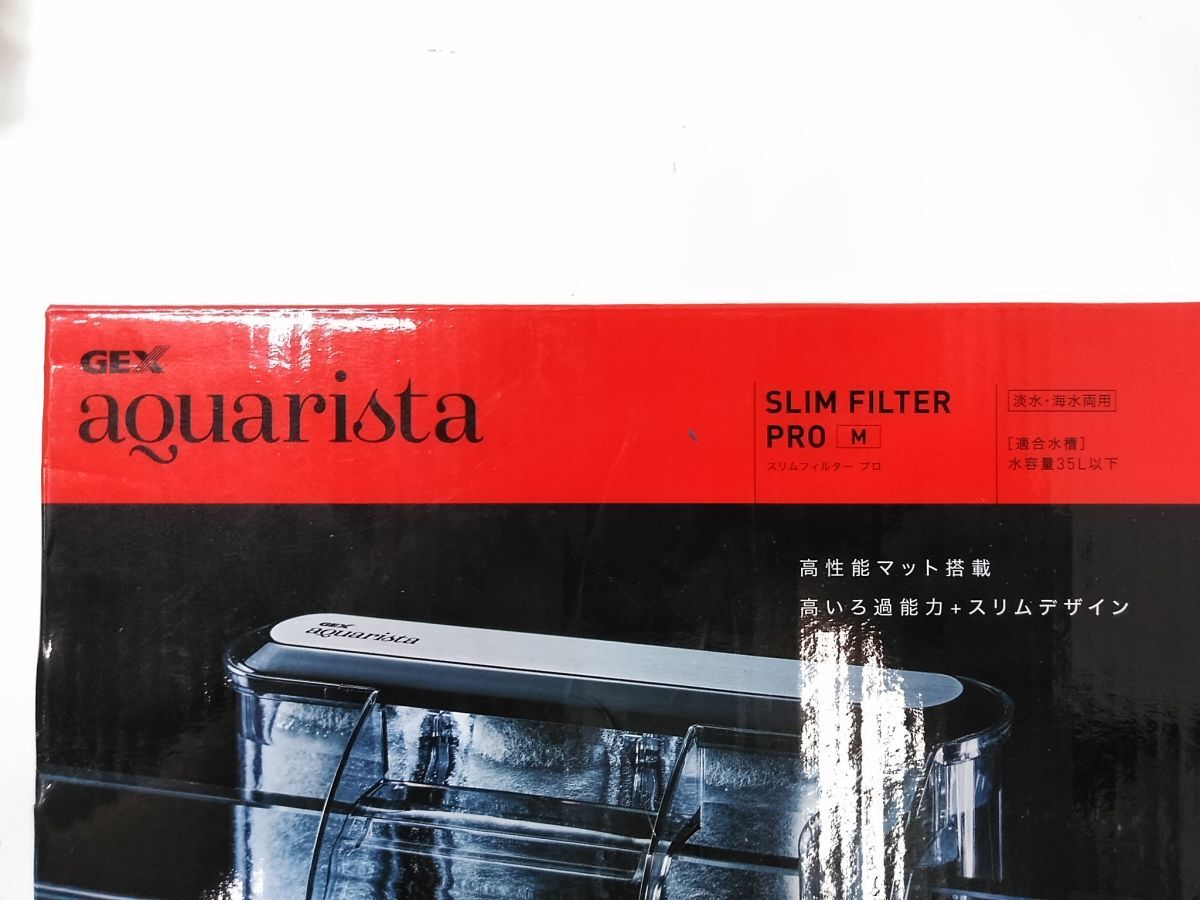 GEX
aquarista
SLIM FILTER
PRO M
スリムフィルター プロ
淡水・海水両用
[適合水槽]
水容量35L以下
高性能マット搭載
高いろ過能力+スリムデザイン
GEX
aquarista